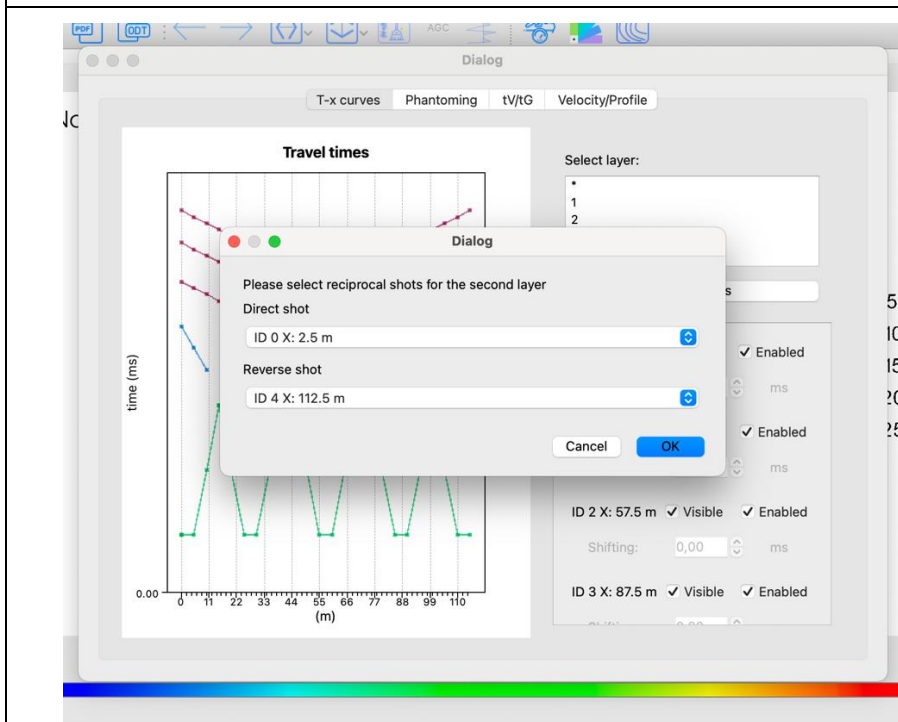 PDF ODT AGC
Dialog
T-x curves Phantoming tV/tG Velocity/Profile
Travel times
Select layer:
*
1
2
Dialog
Please select reciprocal shots for the second layer
Direct shot
ID 0 X: 2.5 m
Reverse shot
ID 4 X: 112.5 m
Cancel OK
time (ms)
Enabled
ms
Enabled
ms
ID 2 X: 57.5 m Visible Enabled
Shifting: 0,00 ms
ID 3 X: 87.5 m Visible Enabled
0.00
0 11 22 33 44 55 66 77 88 99 110
(m)